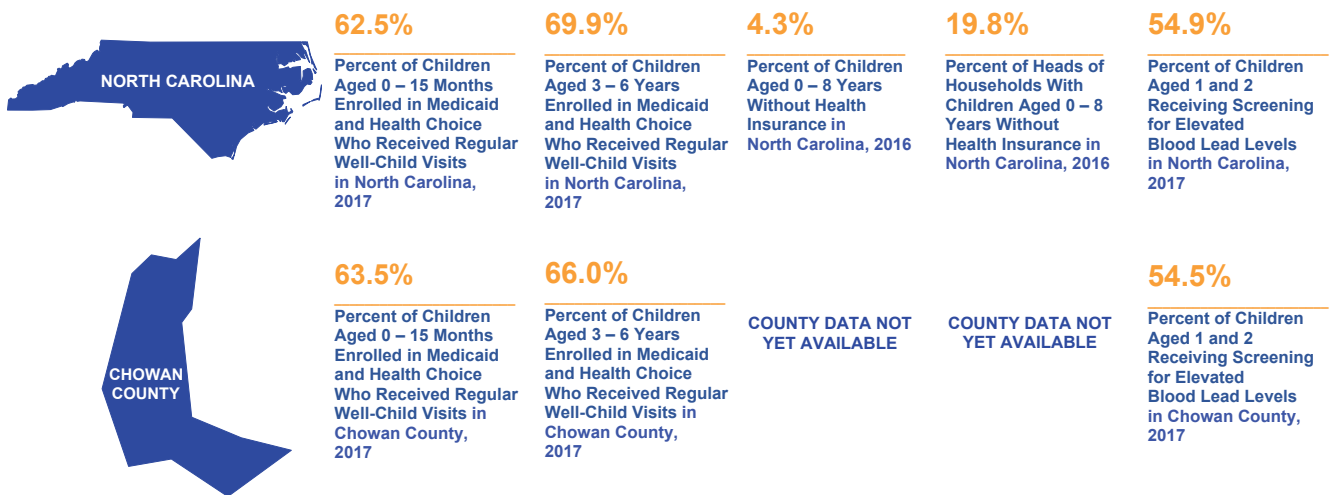 NORTH CAROLINA
62.5%
Percent of Children
Aged 0 – 15 Months
Enrolled in Medicaid
and Health Choice
Who Received Regular
Well-Child Visits
in North Carolina,
2017
69.9%
Percent of Children
Aged 3 – 6 Years
Enrolled in Medicaid
and Health Choice
Who Received Regular
Well-Child Visits
in North Carolina,
2017
4.3%
Percent of Children
Aged 0 – 8 Years
Without Health
Insurance in
North Carolina, 2016
19.8%
Percent of Heads of
Households With
Children Aged 0 – 8
Years Without
Health Insurance in
North Carolina, 2016
54.9%
Percent of Children
Aged 1 and 2
Receiving Screening
for Elevated
Blood Lead Levels
in North Carolina,
2017
CHOWAN
COUNTY
63.5%
Percent of Children
Aged 0 – 15 Months
Enrolled in Medicaid
and Health Choice
Who Received Regular
Well-Child Visits in
Chowan County,
2017
66.0%
Percent of Children
Aged 3 – 6 Years
Enrolled in Medicaid
and Health Choice
Who Received Regular
Well-Child Visits in
Chowan County,
2017
COUNTY DATA NOT
YET AVAILABLE
COUNTY DATA NOT
YET AVAILABLE
54.5%
Percent of Children
Aged 1 and 2
Receiving Screening
for Elevated
Blood Lead Levels
in Chowan County,
2017